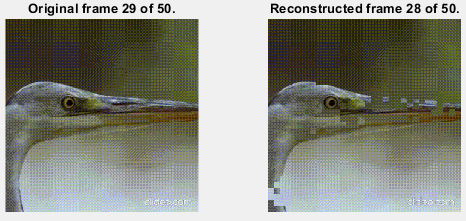 Original frame 29 of 50.
Reconstructed frame 28 of 50.